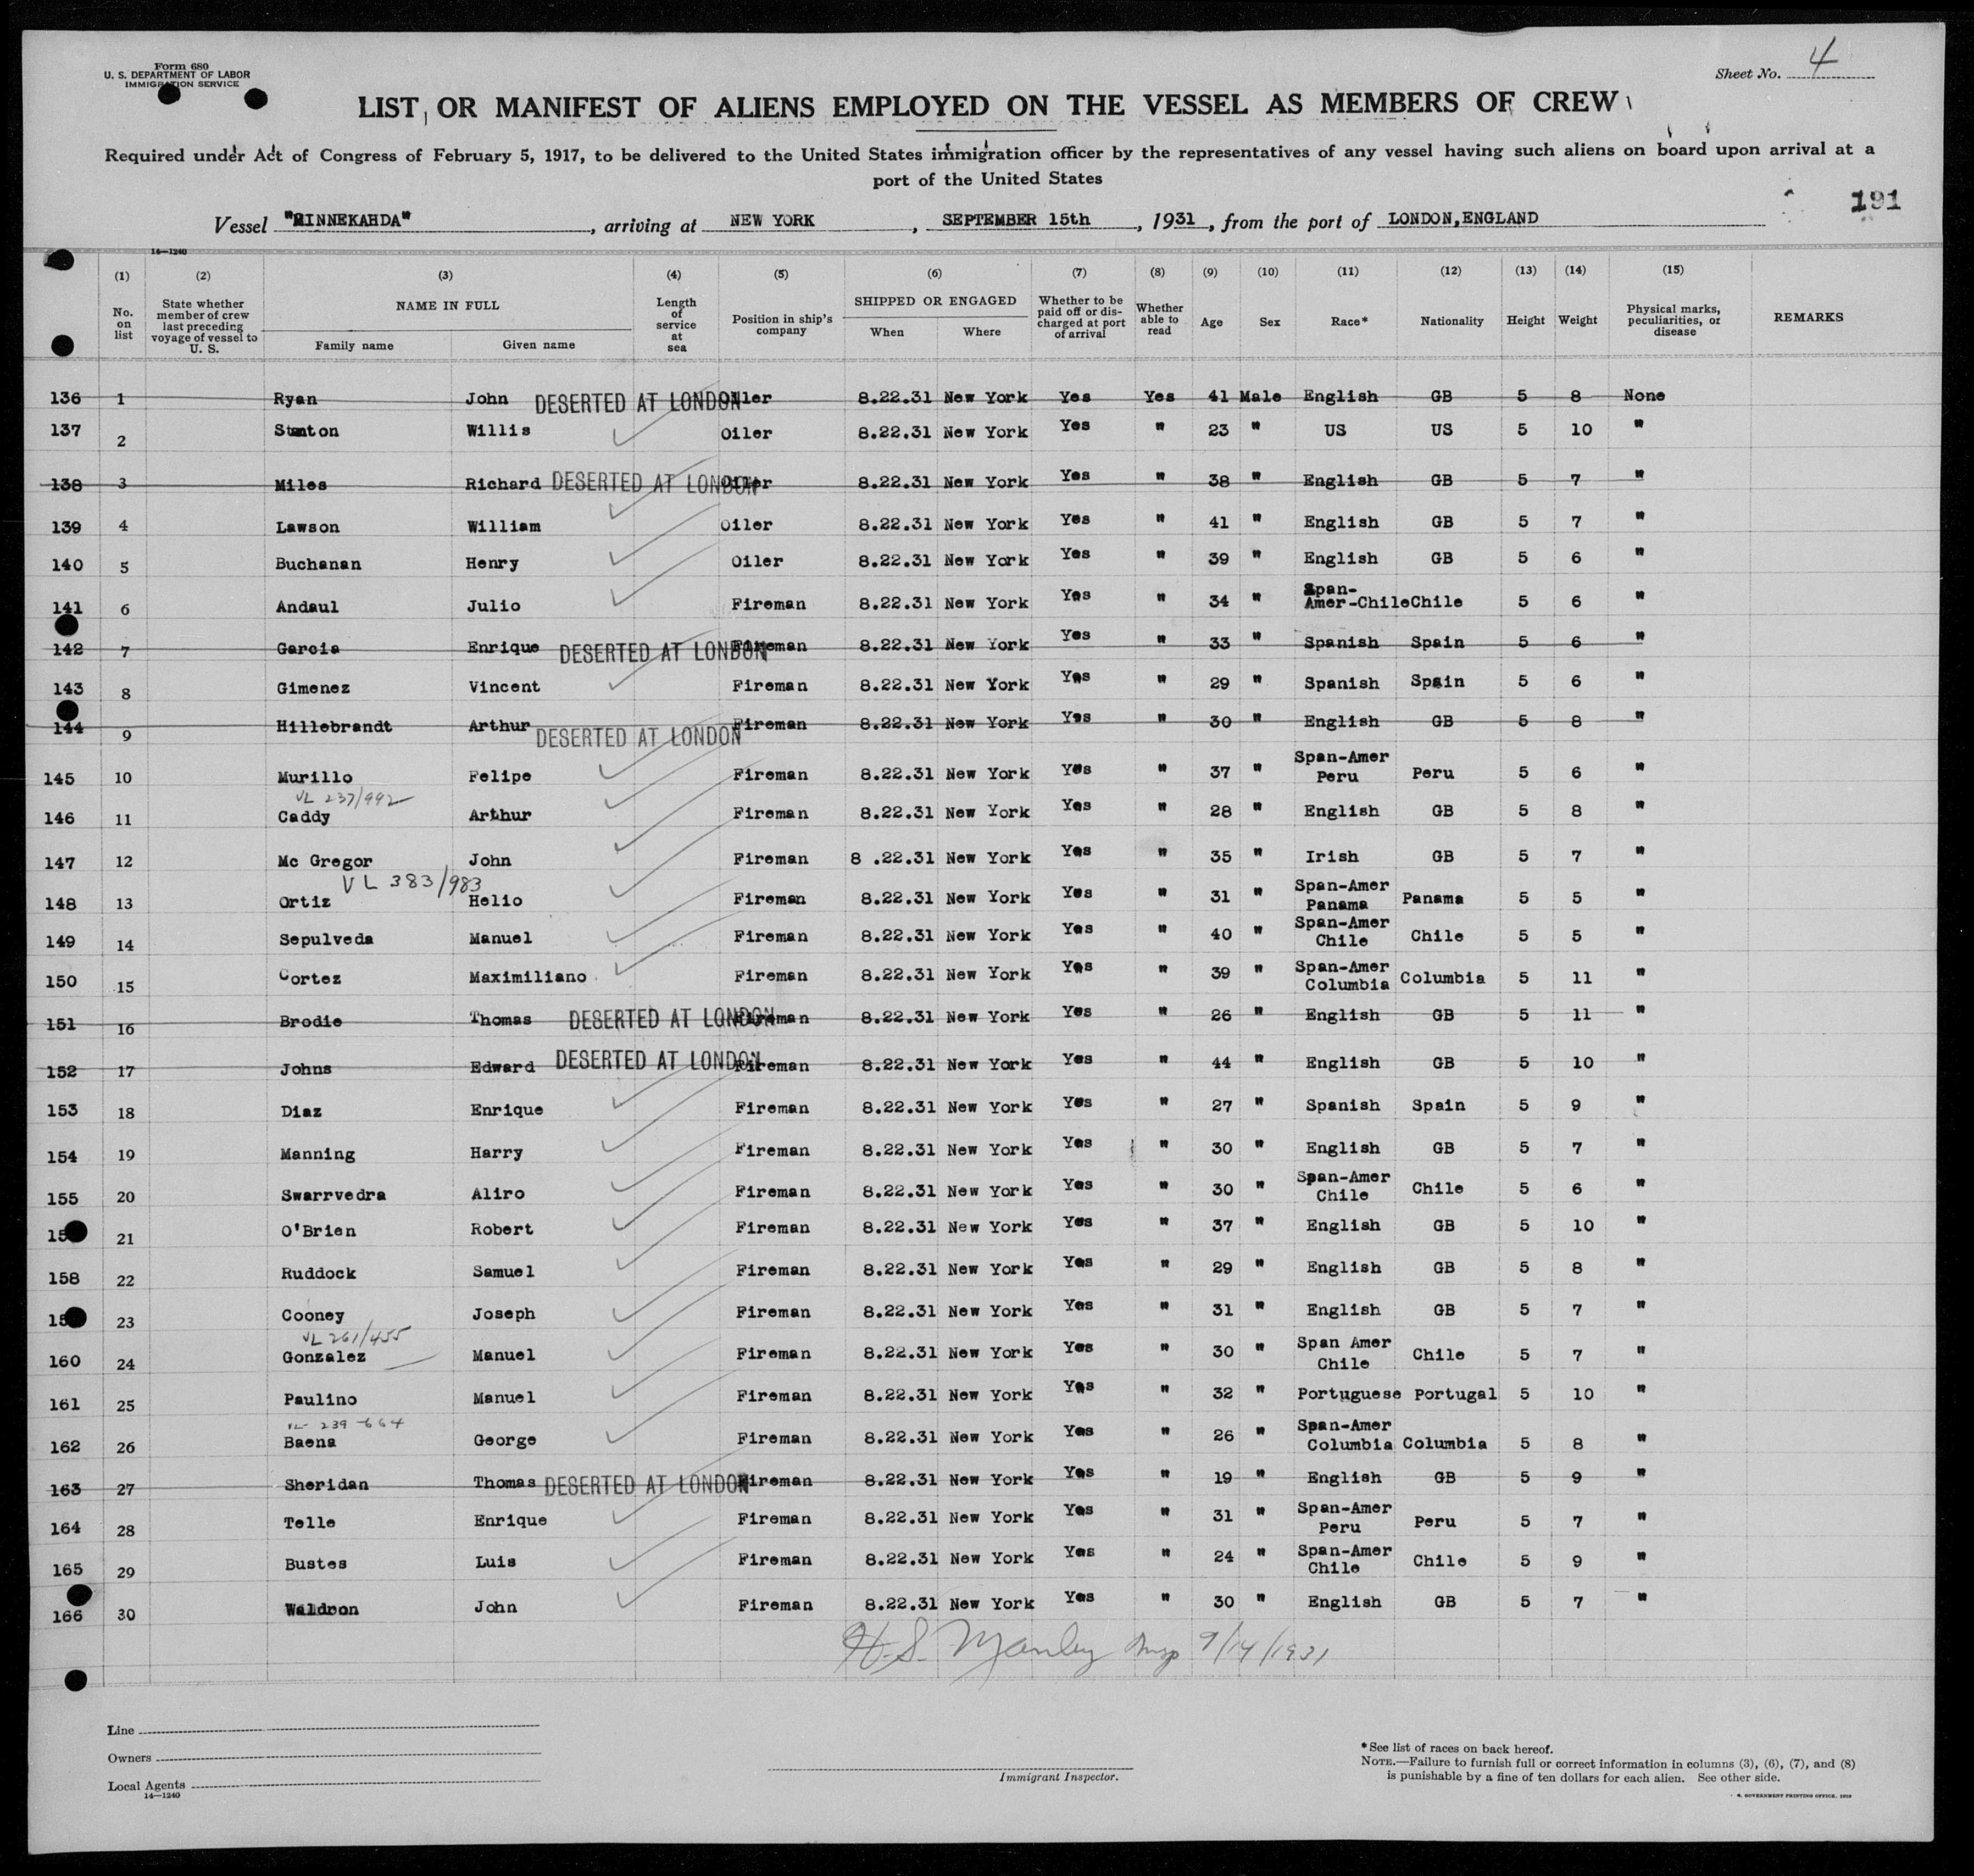 Form 680
U. S. DEPARTMENT OF LABOR
IMMIGRATION SERVICE
Sheet No. 4
LIST OR MANIFEST OF ALIENS EMPLOYED ON THE VESSEL AS MEMBERS OF CREW
Required under Act of Congress of February 5, 1917, to be delivered to the United States immigration officer by the representatives of any vessel having such aliens on board upon arrival at a
port of the United States
191
Vessel "MINNEKAHDA", arriving at NEW YORK, SEPTEMBER 15th, 1931, from the port of LONDON,ENGLAND
14—1240
(1) (2) (3) (4) (5) (6) (7) (8) (9) (10) (11) (12) (13) (14) (15)
No. on list State whether member of crew last preceding voyage of vessel to U. S. NAME IN FULL Family name Given name Length of service at sea Position in ship's company SHIPPED OR ENGAGED When Where Whether to be paid off or discharged at port of arrival Whether able to read Age Sex Race* Nationality Height Weight Physical marks, peculiarities, or disease REMARKS
136 1 Ryan John DESERTED AT LONDON Oiler 8.22.31 New York Yes Yes 41 Male English GB 5 8 None
137 2 Stanton Willis Oiler 8.22.31 New York Yes " 23 " US US 5 10 "
138 3 Miles Richard DESERTED AT LONDON Oiler 8.22.31 New York Yes " 38 " English GB 5 7 "
139 4 Lawson William Oiler 8.22.31 New York Yes " 41 " English GB 5 7 "
140 5 Buchanan Henry Oiler 8.22.31 New York Yes " 39 " English GB 5 6 "
141 6 Andaul Julio Fireman 8.22.31 New York Yes " 34 " Span-Amer-Chile Chile 5 6 "
142 7 Garcia Enrique DESERTED AT LONDON Fireman 8.22.31 New York Yes " 33 " Spanish Spain 5 6 "
143 8 Gimenez Vincent Fireman 8.22.31 New York Yes " 29 " Spanish Spain 5 6 "
144 9 Hillebrandt Arthur DESERTED AT LONDON Fireman 8.22.31 New York Yes " 30 " English GB 5 8 "
145 10 Murillo Felipe Fireman 8.22.31 New York Yes " 37 " Span-Amer Peru Peru 5 6 "
VL 237/992
146 11 Caddy Arthur Fireman 8.22.31 New York Yes " 28 " English GB 5 8 "
147 12 Mc Gregor John Fireman 8 .22.31 New York Yes " 35 " Irish GB 5 7 "
VL 383/983
148 13 Ortiz Helio Fireman 8.22.31 New York Yes " 31 " Span-Amer Panama Panama 5 5 "
149 14 Sepulveda Manuel Fireman 8.22.31 New York Yes " 40 " Span-Amer Chile Chile 5 5 "
150 15 Cortez Maximiliano Fireman 8.22.31 New York Yes " 39 " Span-Amer Columbia Columbia 5 11 "
151 16 Brodie Thomas DESERTED AT LONDON Fireman 8.22.31 New York Yes " 26 " English GB 5 11 "
152 17 Johns Edward DESERTED AT LONDON Fireman 8.22.31 New York Yes " 44 " English GB 5 10 "
153 18 Diaz Enrique Fireman 8.22.31 New York Yes " 27 " Spanish Spain 5 9 "
154 19 Manning Harry Fireman 8.22.31 New York Yes " 30 " English GB 5 7 "
155 20 Swarrvedra Aliro Fireman 8.22.31 New York Yes " 30 " Span-Amer Chile Chile 5 6 "
21 O'Brien Robert Fireman 8.22.31 New York Yes " 37 " English GB 5 10 "
158 22 Ruddock Samuel Fireman 8.22.31 New York Yes " 29 " English GB 5 8 "
23 Cooney Joseph Fireman 8.22.31 New York Yes " 31 " English GB 5 7 "
VL 261/455
160 24 Gonzalez Manuel Fireman 8.22.31 New York Yes " 30 " Span Amer Chile Chile 5 7 "
161 25 Paulino Manuel Fireman 8.22.31 New York Yes " 32 " Portuguese Portugal 5 10 "
VL- 239-664
162 26 Baena George Fireman 8.22.31 New York Yes " 26 " Span-Amer Columbia Columbia 5 8 "
163 27 Sheridan Thomas DESERTED AT LONDON Fireman 8.22.31 New York Yes " 19 " English GB 5 9 "
164 28 Telle Enrique Fireman 8.22.31 New York Yes " 31 " Span-Amer Peru Peru 5 7 "
165 29 Bustes Luis Fireman 8.22.31 New York Yes " 24 " Span-Amer Chile Chile 5 9 "
166 30 Waldron John Fireman 8.22.31 New York Yes " 30 " English GB 5 7 "
H.S. Manley 9/14/1931
Line
Owners
Local Agents
14—1240
Immigrant Inspector.
*See list of races on back hereof.
NOTE.—Failure to furnish full or correct information in columns (3), (6), (7), and (8)
is punishable by a fine of ten dollars for each alien. See other side.
GOVERNMENT PRINTING OFFICE